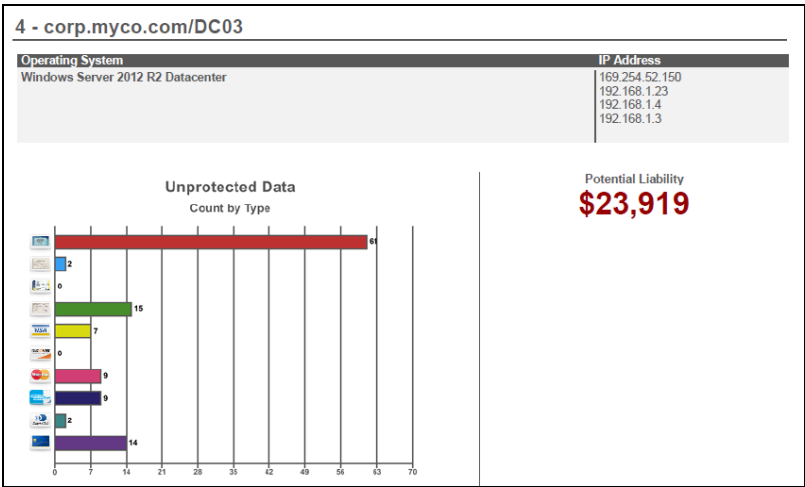 4 - corp.myco.com/DC03
Operating System IP Address
Windows Server 2012 R2 Datacenter 169.254.52.150
192.168.1.23
192.168.1.4
192.168.1.3
Unprotected Data
Count by Type
Potential Liability
$23,919
61
2
0
15
VISA 7
0
9
9
2
14
0 7 14 21 28 35 42 49 56 63 70